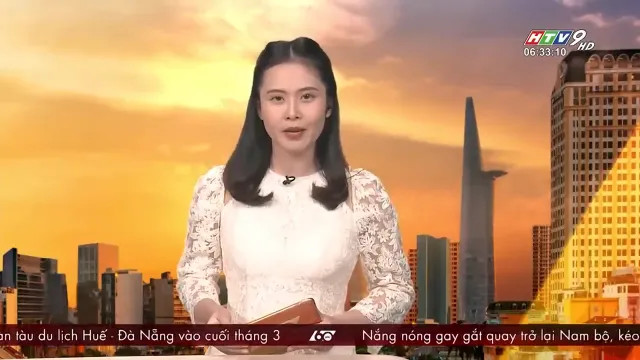 HTV9 HD
06:33:10
àn tàu du lịch Huế - Đà Nẵng vào cuối tháng 3 60 Nắng nóng gay gắt quay trở lại Nam bộ, kéo